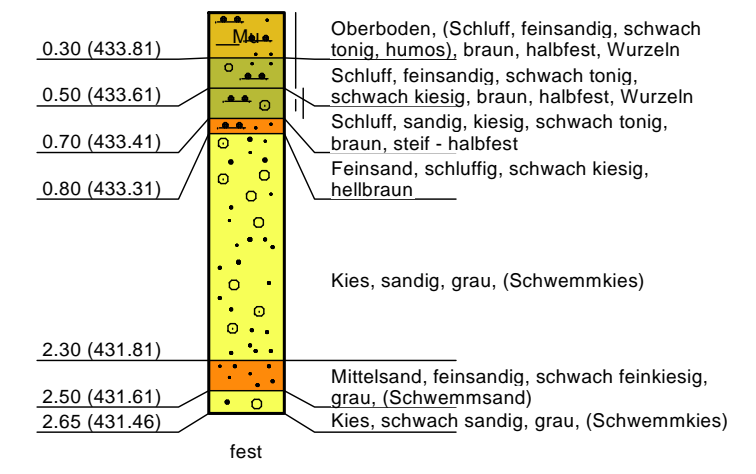 Oberboden, (Schluff, feinsandig, schwach
tonig, humos), braun, halbfest, Wurzeln
Mu
0.30 (433.81)
Schluff, feinsandig, schwach tonig,
schwach kiesig, braun, halbfest, Wurzeln
0.50 (433.61)
Schluff, sandig, kiesig, schwach tonig,
braun, steif - halbfest
0.70 (433.41)
Feinsand, schluffig, schwach kiesig,
hellbraun
0.80 (433.31)
Kies, sandig, grau, (Schwemmkies)
2.30 (431.81)
Mittelsand, feinsandig, schwach feinkiesig,
grau, (Schwemmsand)
2.50 (431.61)
Kies, schwach sandig, grau, (Schwemmkies)
2.65 (431.46)
fest